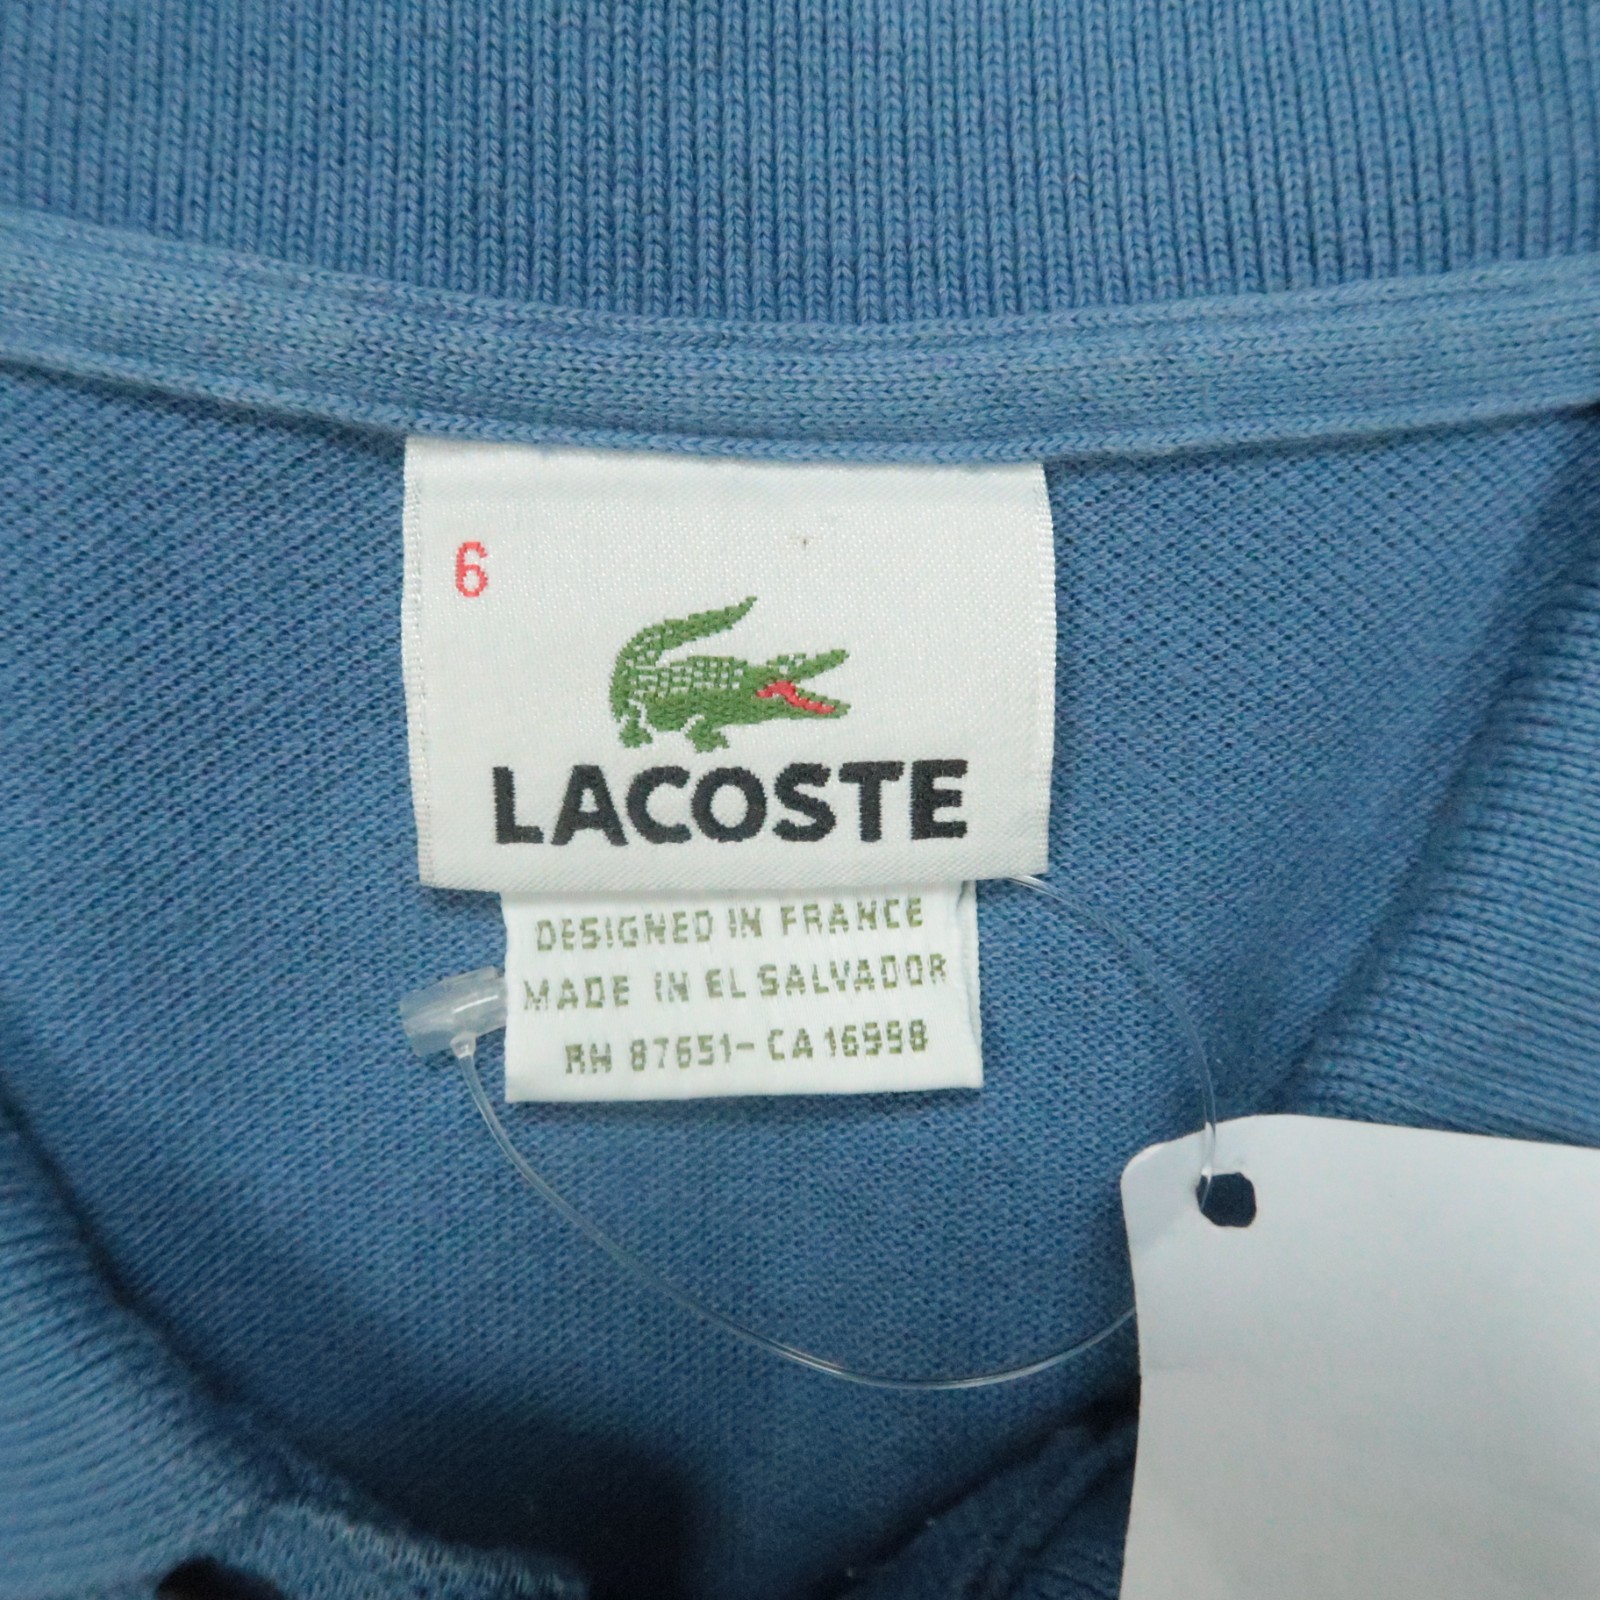 6
LACOSTE
DESIGNED IN FRANCE
MADE IN EL SALVADOR
RN 87651-CA 16998